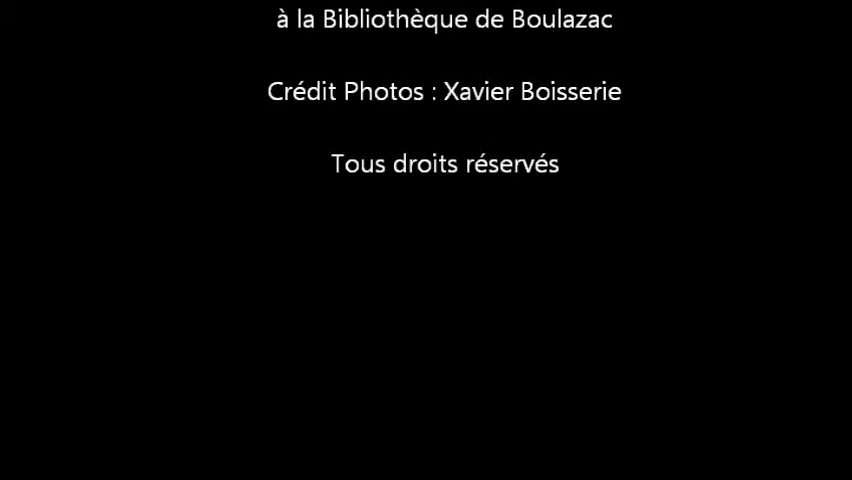 à la Bibliothèque de Boulazac
Crédit Photos : Xavier Boisserie
Tous droits réservés